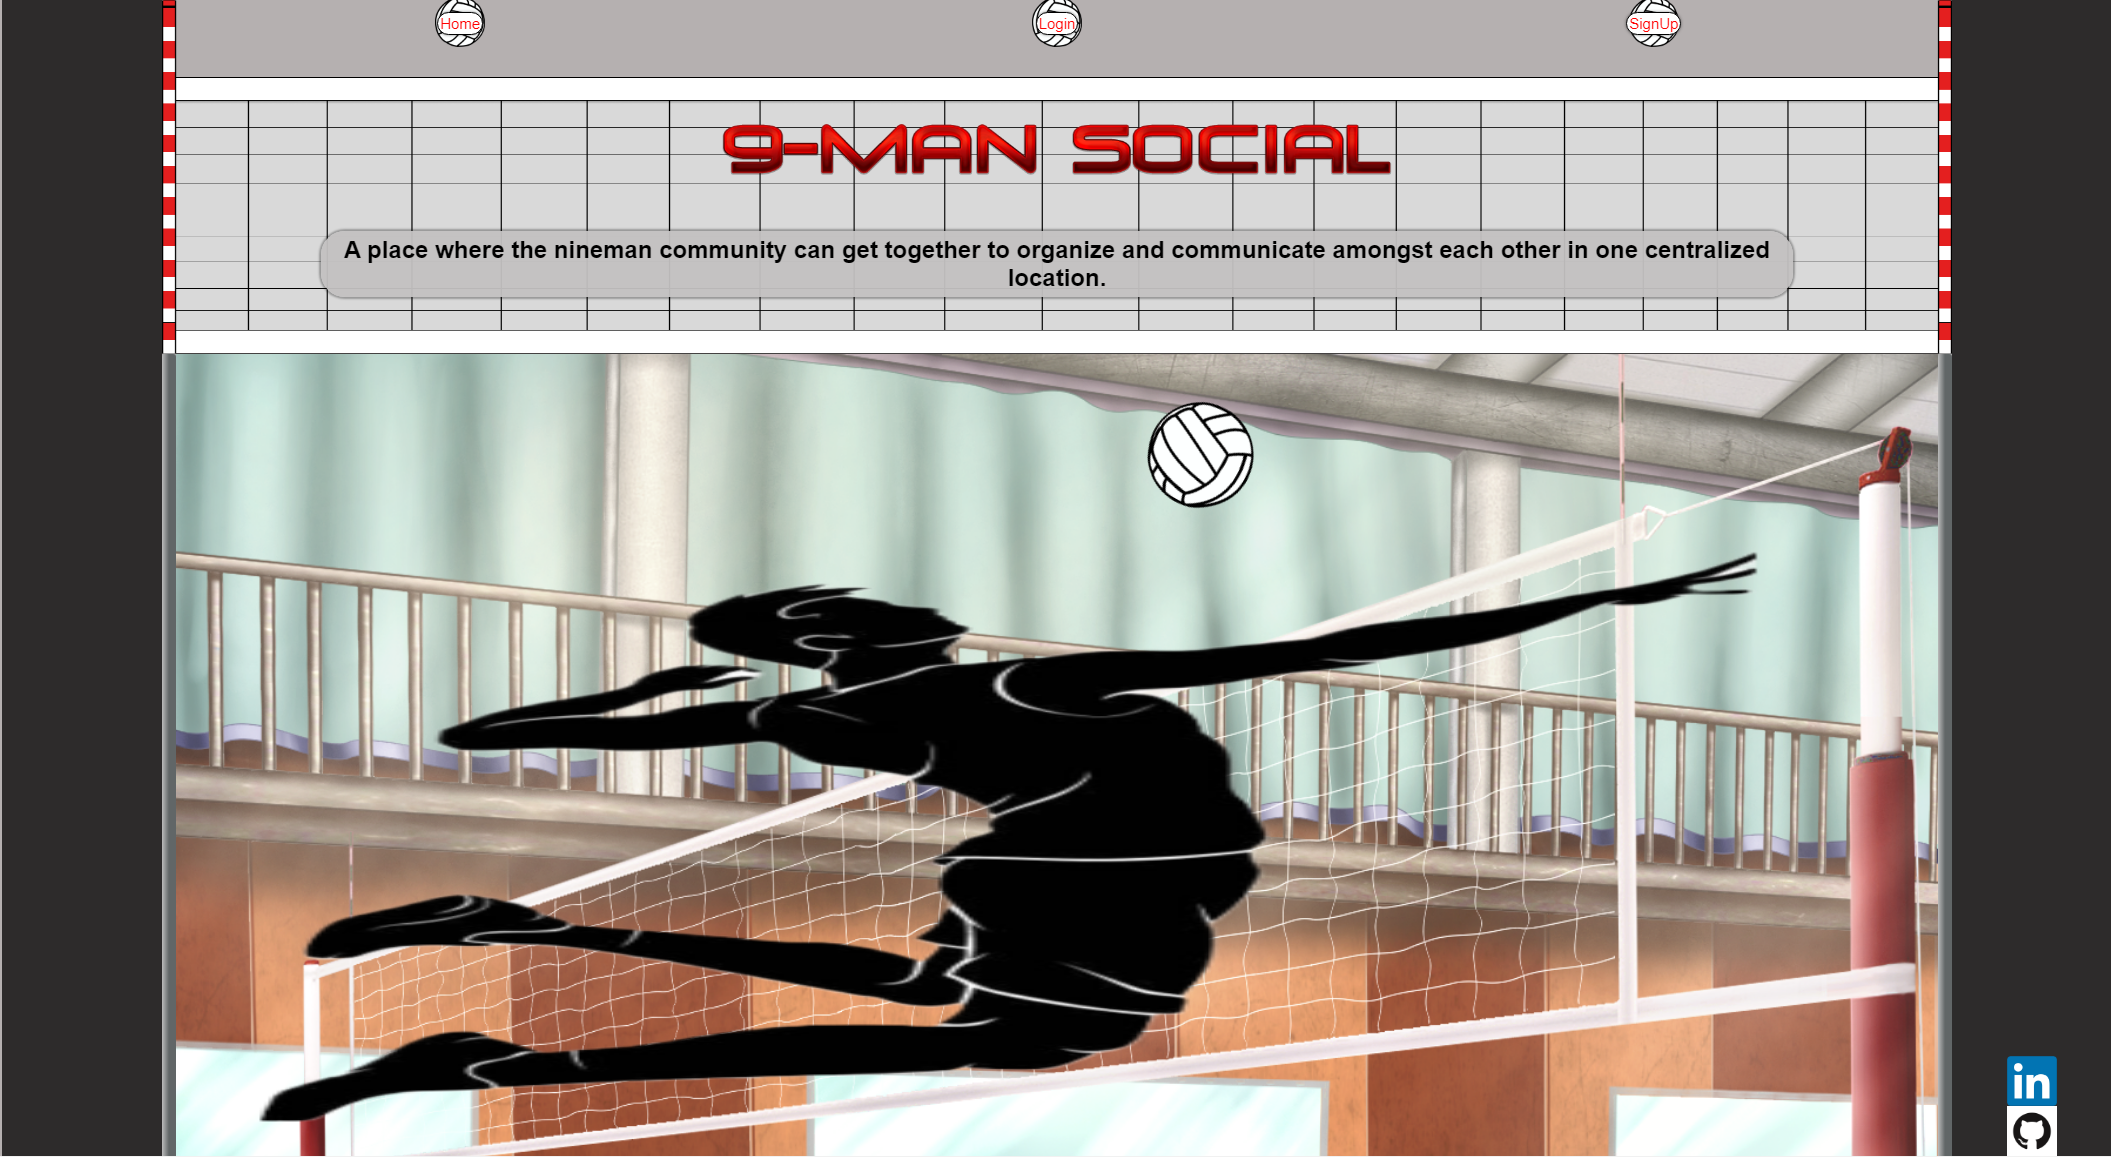 Home
Login
SignUp
9-MAN SOCIAL
A place where the nineman community can get together to organize and communicate amongst each other in one centralized
location.
in